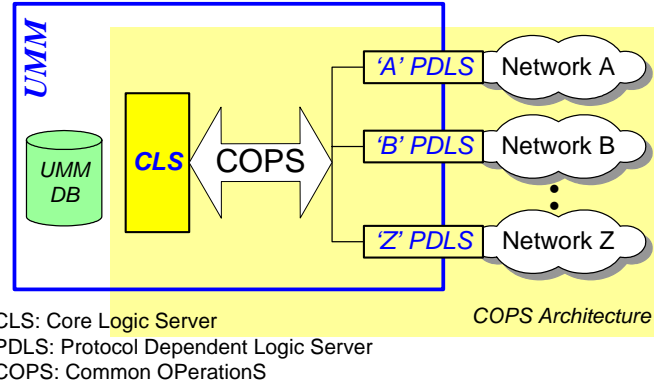 UMM
'A' PDLS
Network A
'B' PDLS
Network B
CLS
COPS
UMM
DB
'Z' PDLS
Network Z
COPS Architecture
CLS: Core Logic Server
PDLS: Protocol Dependent Logic Server
COPS: Common OPerationS